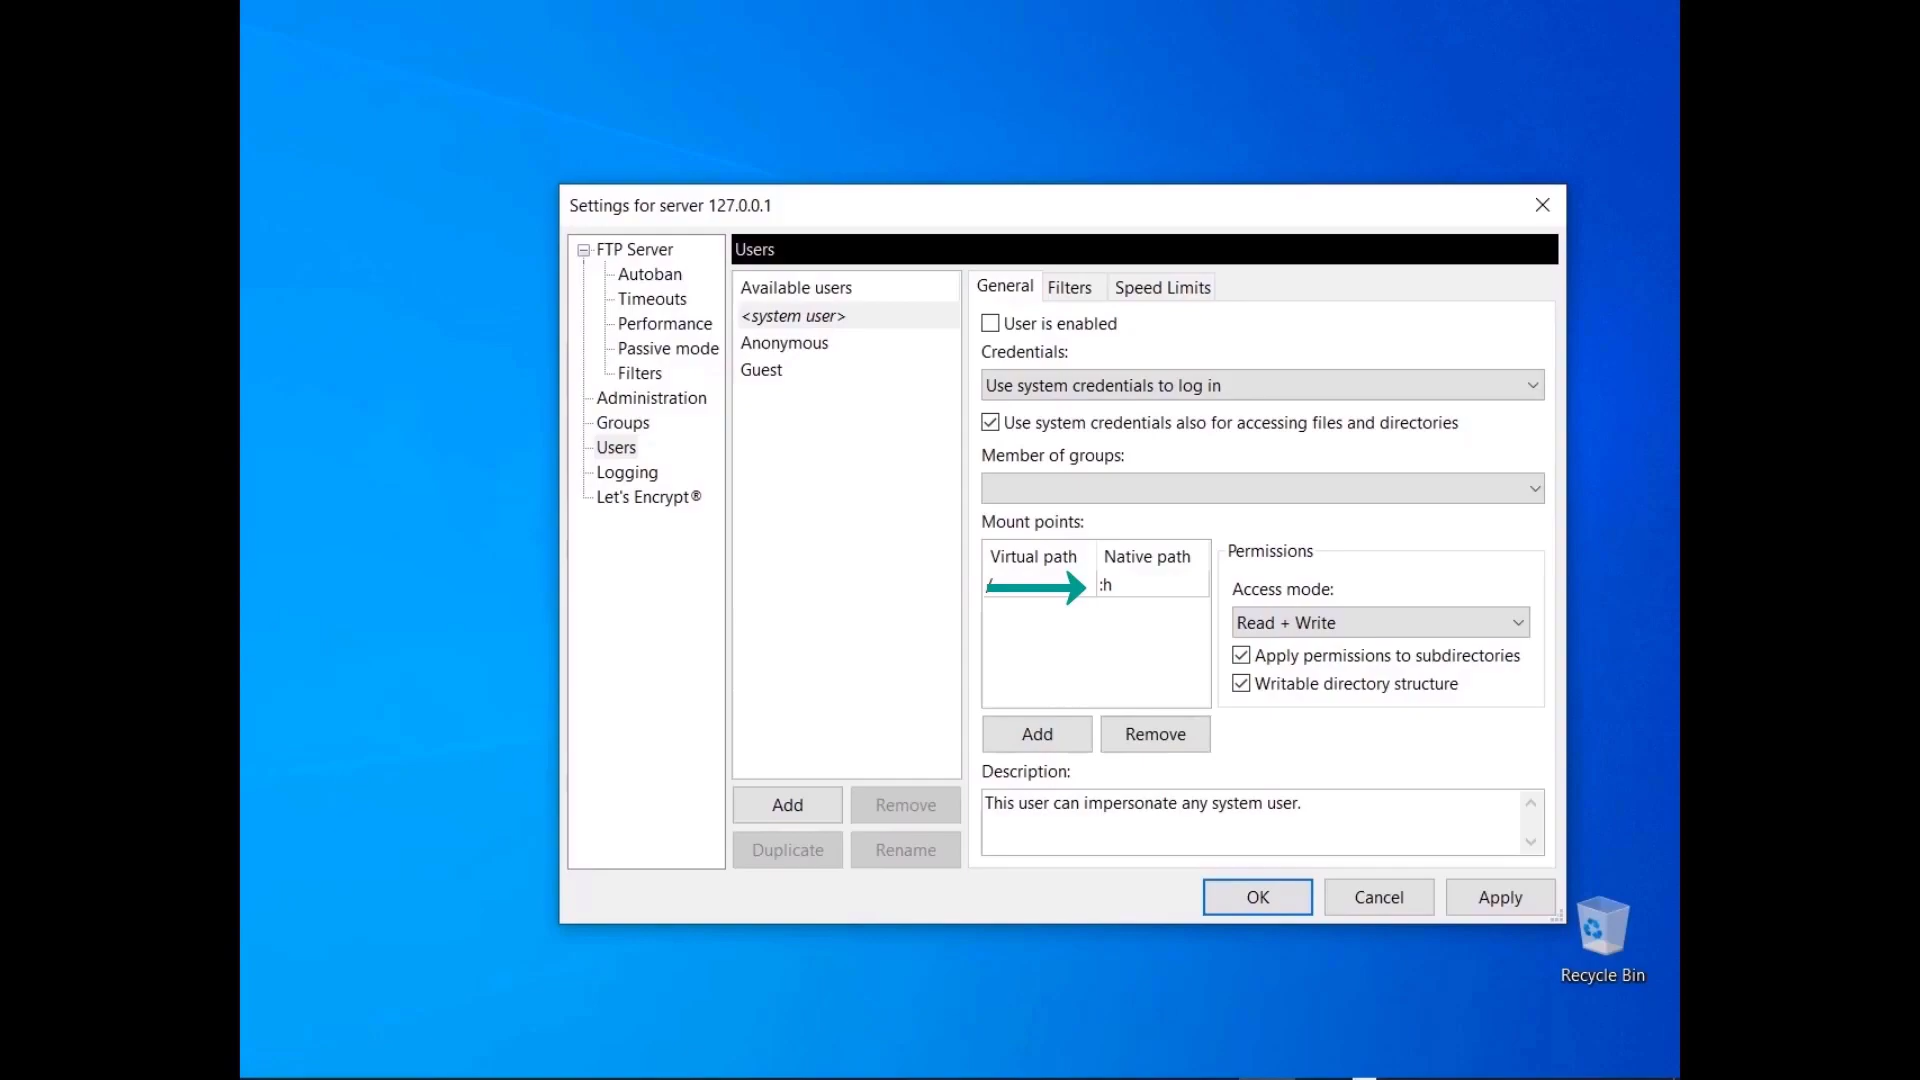 Settings for server 127.0.0.1
FTP Server
Autoban
Timeouts
Performance
Passive mode
Filters
Administration
Groups
Users
Logging
Let's Encrypt®
Users
Available users
<system user>
Anonymous
Guest
Add
Remove
Duplicate
Rename
General
Filters
Speed Limits
User is enabled
Credentials:
Use system credentials to log in
Use system credentials also for accessing files and directories
Member of groups:
Mount points:
Virtual path
Native path
/
:h
Permissions
Access mode:
Read + Write
Apply permissions to subdirectories
Writable directory structure
Add
Remove
Description:
This user can impersonate any system user.
OK
Cancel
Apply
Recycle Bin